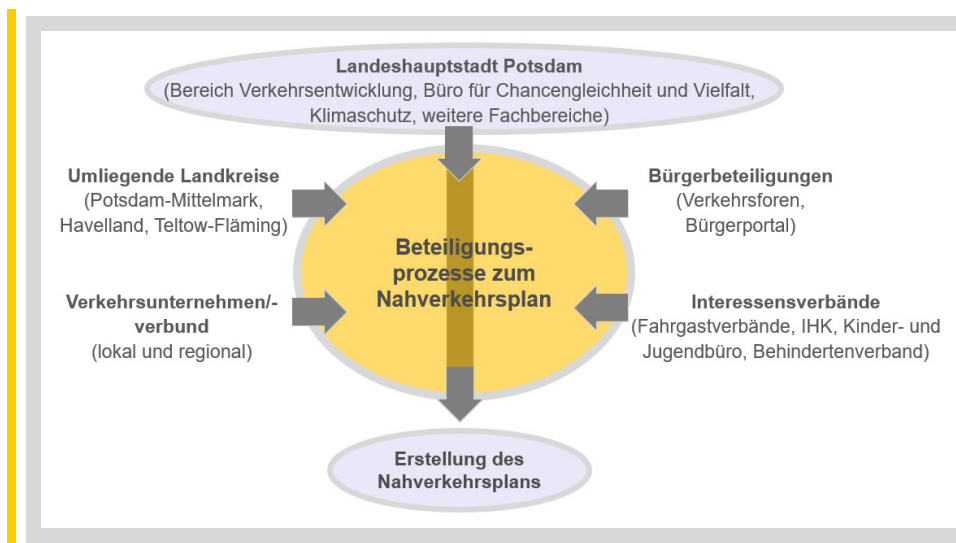 Landeshauptstadt Potsdam
(Bereich Verkehrsentwicklung, Büro für Chancengleichheit und Vielfalt,
Klimaschutz, weitere Fachbereiche)
Umliegende Landkreise
(Potsdam-Mittelmark,
Havelland, Teltow-Fläming)
Bürgerbeteiligungen
(Verkehrsforen,
Bürgerportal)
Beteiligungs-
prozesse zum
Nahverkehrsplan
Verkehrsunternehmen/-
verbund
(lokal und regional)
Interessensverbände
(Fahrgastverbände, IHK, Kinder- und
Jugendbüro, Behindertenverband)
Erstellung des
Nahverkehrsplans